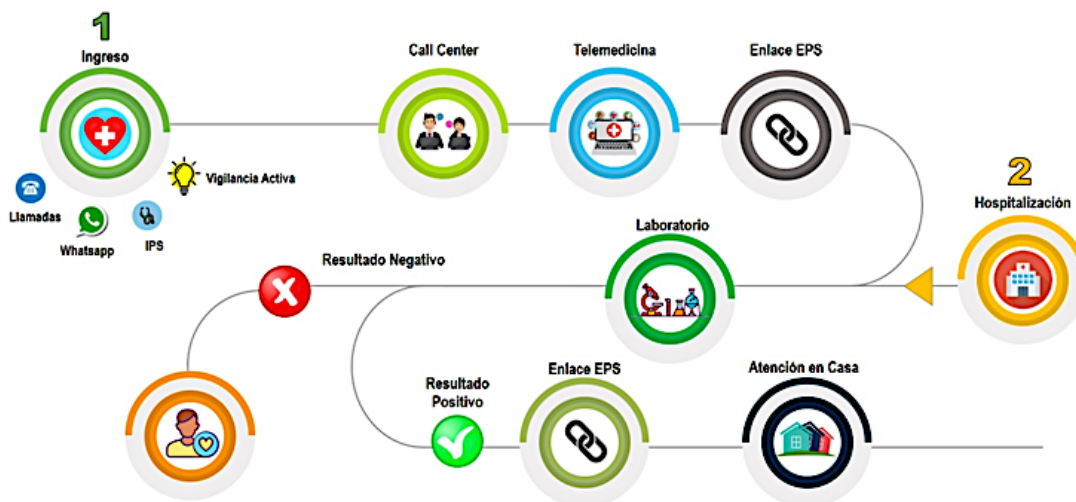 1
Ingreso
Call Center
Telemedicina
Enlace EPS
Vigilancia Activa
Llamadas
Whatsapp
IPS
2
Hospitalización
Laboratorio
Resultado Negativo
Resultado
Positivo
Enlace EPS
Atención en Casa